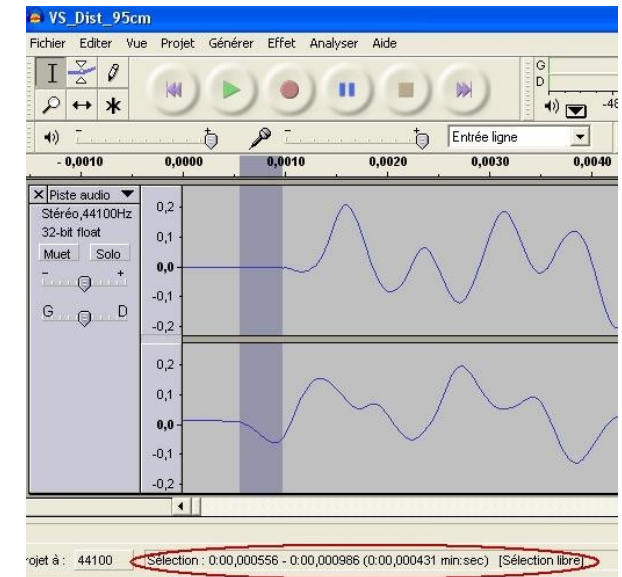 VS_Dist_95cm
Fichier Editer Vue Projet Générer Effet Analyser Aide
G
D
-48
Entrée ligne
- 0,0010 0,0000 0,0010 0,0020 0,0030 0,0040
X Piste audio
Stéréo,44100Hz
32-bit float
Muet Solo
- +
G D
0,2
0,1
0,0
-0,1
-0,2
0,2
0,1
0,0
-0,1
-0,2
rojet à : 44100 Sélection : 0:00,000556 - 0:00,000986 (0:00,000431 min:sec) [Sélection libre]